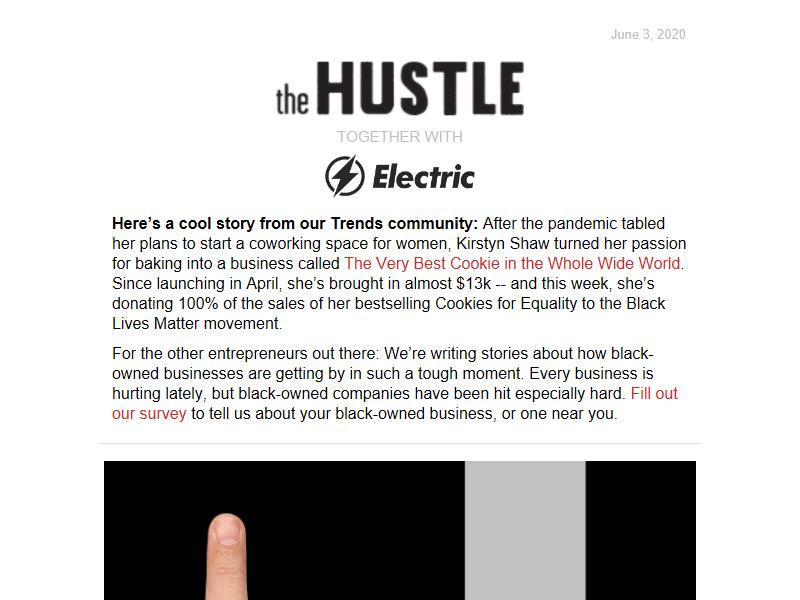 June 3, 2020
the HUSTLE
TOGETHER WITH
Electric
Here's a cool story from our Trends community: After the pandemic tabled
her plans to start a coworking space for women, Kirstyn Shaw turned her passion
for baking into a business called The Very Best Cookie in the Whole Wide World.
Since launching in April, she's brought in almost $13k -- and this week, she's
donating 100% of the sales of her bestselling Cookies for Equality to the Black
Lives Matter movement.
For the other entrepreneurs out there: We're writing stories about how black-
owned businesses are getting by in such a tough moment. Every business is
hurting lately, but black-owned companies have been hit especially hard. Fill out
our survey to tell us about your black-owned business, or one near you.